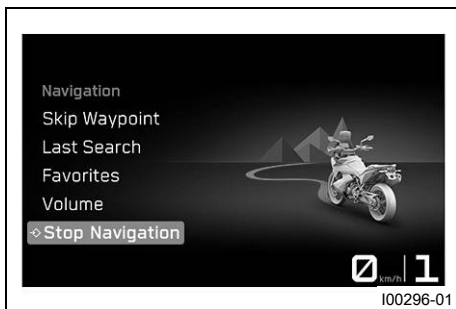 Navigation
Skip Waypoint
Last Search
Favorites
Volume
Stop Navigation
0 km/h 1
I00296-01